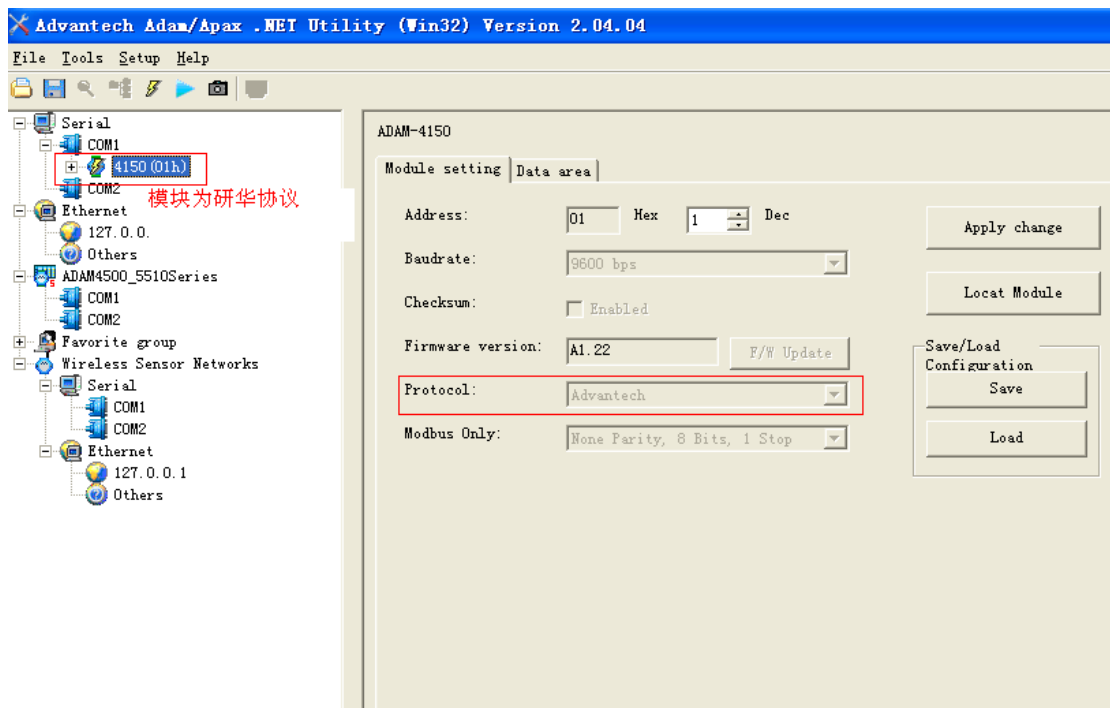 Advantech Adam/Apax .NET Utility (Win32) Version 2.04.04
File Tools Setup Help
Serial
COM1
4150(01h)
COM2
模块为研华协议
Ethernet
127.0.0.
Others
ADAM4500_5510Series
COM1
COM2
Favorite group
Wireless Sensor Networks
Serial
COM1
COM2
Ethernet
127.0.0.1
Others
ADAM-4150
Module setting Data area
Address: 01 Hex 1 Dec
Baudrate: 9600 bps
Checksum: Enabled
Firmware version: A1.22 F/W Update
Protocol: Advantech
Modbus Only: None Parity, 8 Bits, 1 Stop
Apply change
Locat Module
Save/Load
Configuration
Save
Load